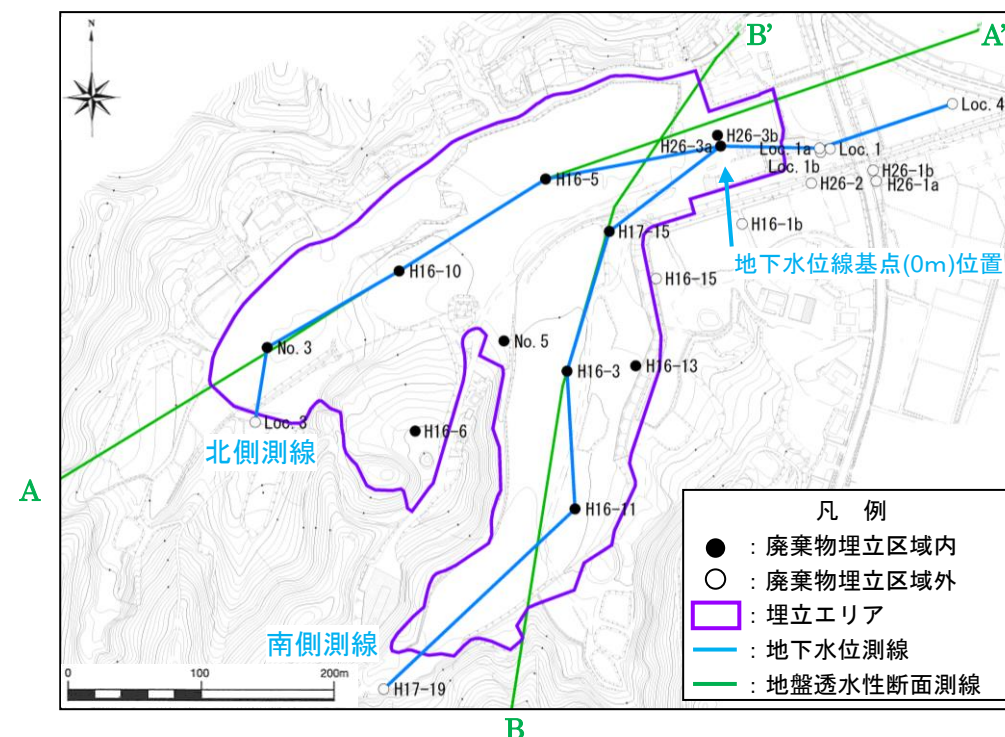 N
B'
A'
Loc. 4
H26-3b
H26-3a
Loc. 1a
Loc. 1
Loc. 1b
H26-1b
H26-2
H26-1a
H16-5
H16-1b
H17-15
地下水位線基点(0m)位置
H16-10
H16-15
No. 3
No. 5
H16-3
H16-13
Loc. 3
H16-6
北側測線
A
H16-11
南側測線
H17-19
0
100
200m
B
凡 例
:廃棄物埋立区域内
:廃棄物埋立区域外
:埋立エリア
:地下水位測線
:地盤透水性断面測線